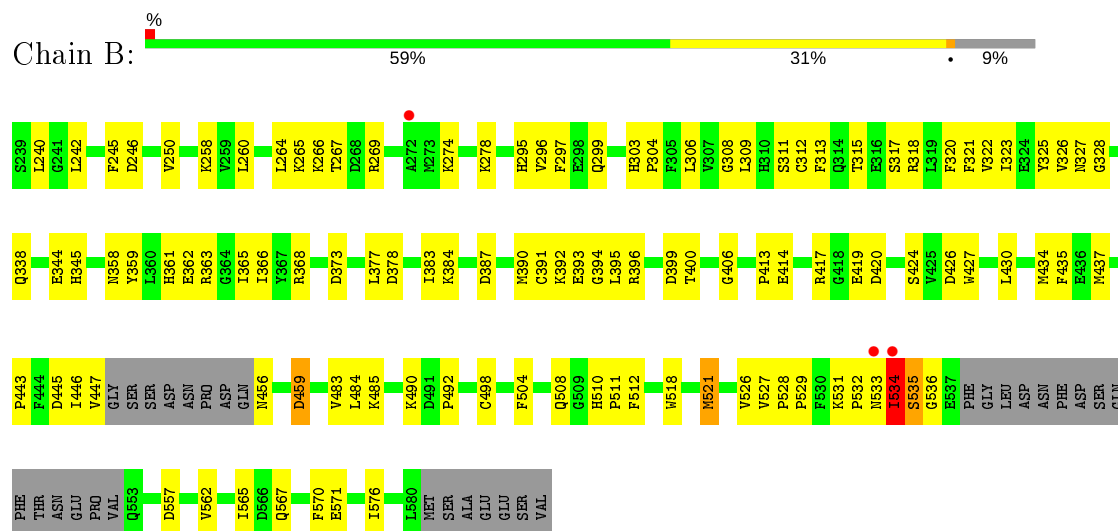 %
Chain B:
59% 31% • 9%
S239 L240 G241 L242 F245 D246 V250 K258 V259 L260 L264 K265 K266 T267 D268 R269 A272 M273 K274 K278 H295 V296 F297 E298 Q299 H303 P304 F305 L306 V307 G308 L309 H310 S311 C312 F313 Q314 T315 E316 S317 R318 L319 F320 F321 V322 I323 E324 Y325 V326 N327 G328
Q338 E344 H345 N358 Y359 L360 H361 E362 R363 G364 I365 I366 Y367 R368 D373 L377 D378 I383 K384 D387 M390 C391 K392 E393 G394 L395 R396 D399 T400 G406 P413 E414 R417 G418 E419 D420 S424 V425 D426 W427 L430 M434 F435 E436 M437
P443 F444 D445 I446 V447 GLY SER SER ASP ASN PRO ASP GLN N456 D459 V483 L484 K485 K490 D491 P492 C498 F504 Q508 G509 H510 P511 F512 W518 M521 V526 V527 P528 P529 F530 K531 P532 N533 I534 S535 G536 E537 PHE GLY LEU ASP ASN PHE ASP SER GLN
PHE THR ASN GLU PRO VAL Q553 D557 V562 I565 D566 Q567 F570 E571 I576 L580 MET SER ALA GLU GLU SER VAL